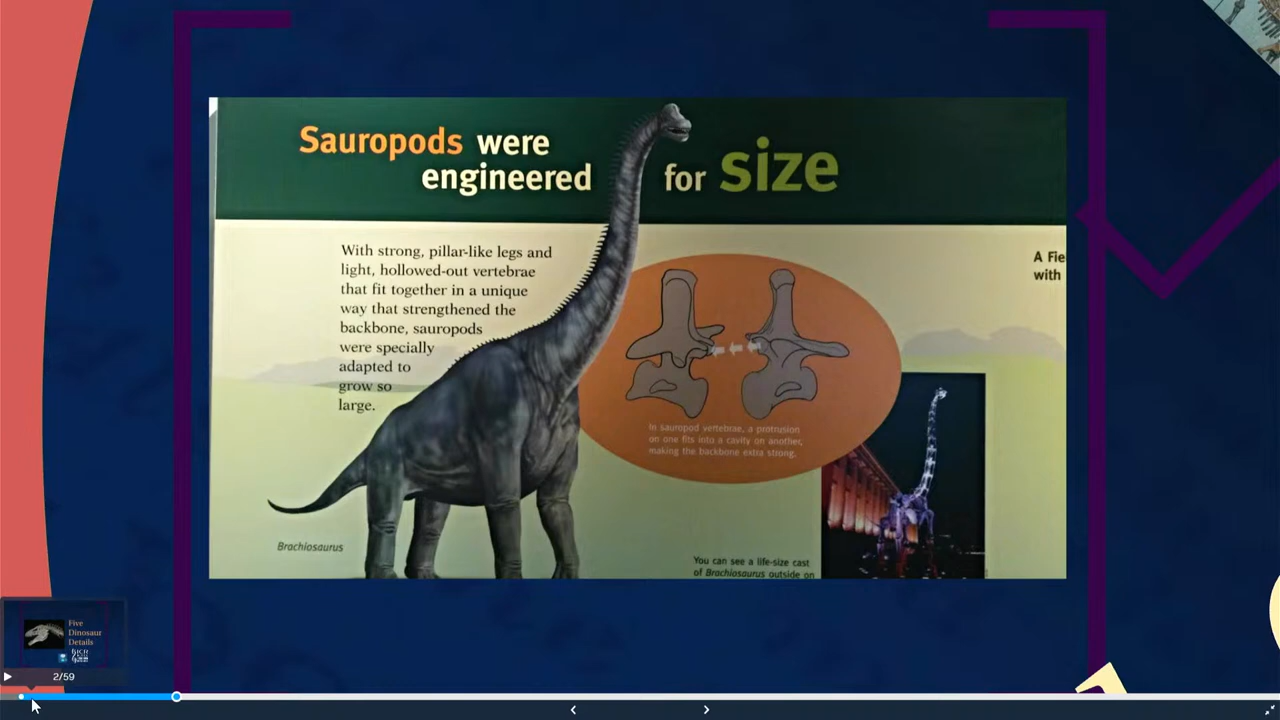 Sauropods were
engineered for size
With strong, pillar-like legs and
light, hollowed-out vertebrae
that fit together in a unique
way that strengthened the
backbone, sauropods
were specially
adapted to
grow so
large.
A Fie
with
In sauropod vertebrae, a protrusion
on one fits into a cavity on another,
making the backbone extra strong.
Brachiosaurus
You can see a life-size cast
of Brachiosaurus outside on
Five
Dinosaur
Details
2/59